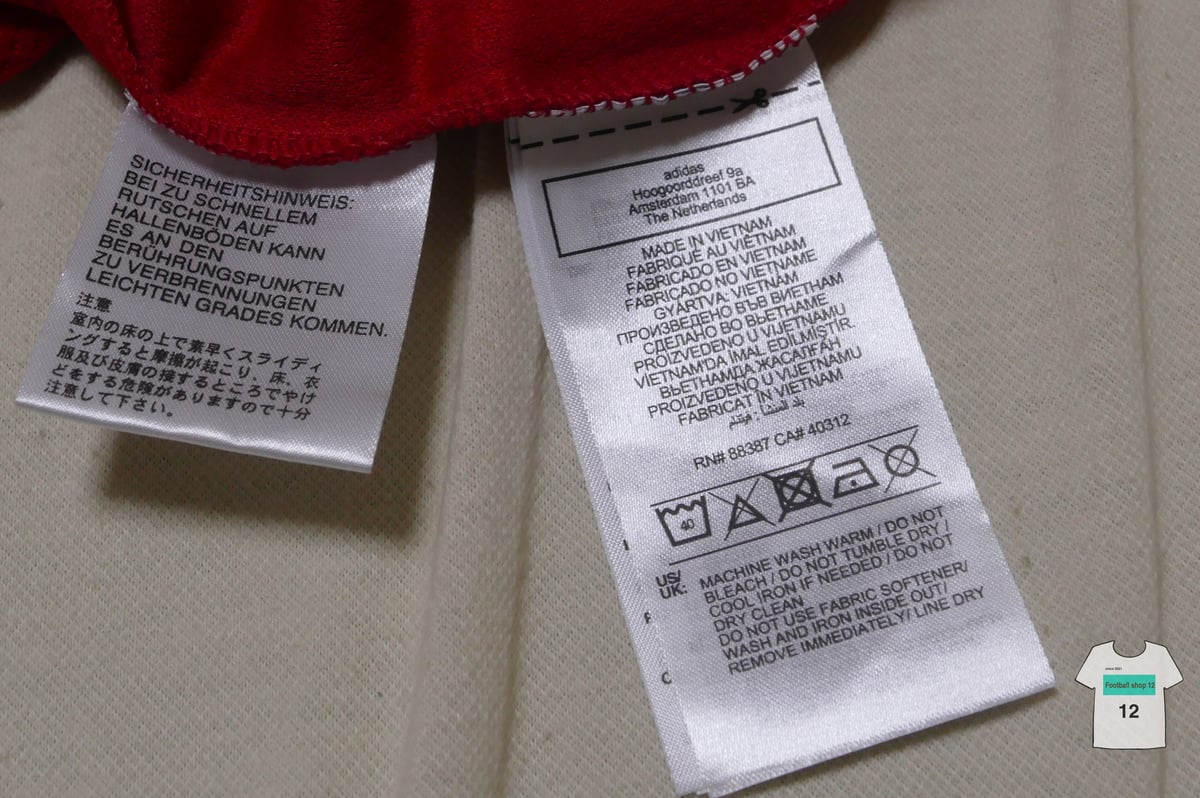 SICHERHEITSHINWEIS:
BEI ZU SCHNELLEM
RUTSCHEN AUF
HALLENBÖDEN KANN
ES AN DEN
BERÜHRUNGSPUNKTEN
ZU VERBRENNUNGEN
LEICHTEN GRADES KOMMEN.
注意
室内の床の上で素早くスライディ
ングすると摩擦が起こり、床、衣
服及び皮膚の接するところでやけ
どをする危険がありますので十分
注意して下さい。
adidas
Hoogoorddreef 9a
Amsterdam 1101 BA
The Netherlands
MADE IN VIETNAM
FABRIQUÉ AU VIÊTNAM
FABRICADO EN VIETNAM
FABRICADO NO VIETNAME
GYÁRTVA: VIETNAM
ПРОИЗВЕДЕНО ВЪВ ВИЕТНАМ
СДЕЛАНО ВО ВЬЕТНАМЕ
PROIZVEDENO U VIJETNAMU
VİETNAM'DA İMAL EDİLMİŞTİR.
ВЬЕТНАМДА ЖАСАЛҒАН
PROIZVEDENO U VIJETNAMU
FABRICAT ÎN VIETNAM
بلد المنشأ : فيتنام
RN# 88387 CA# 40312
40
US/
UK:
MACHINE WASH WARM / DO NOT
BLEACH / DO NOT TUMBLE DRY /
COOL IRON IF NEEDED / DO NOT
DRY CLEAN
DO NOT USE FABRIC SOFTENER/
WASH AND IRON INSIDE OUT/
REMOVE IMMEDIATELY/ LINE DRY
since 2021
Football shop 12
12